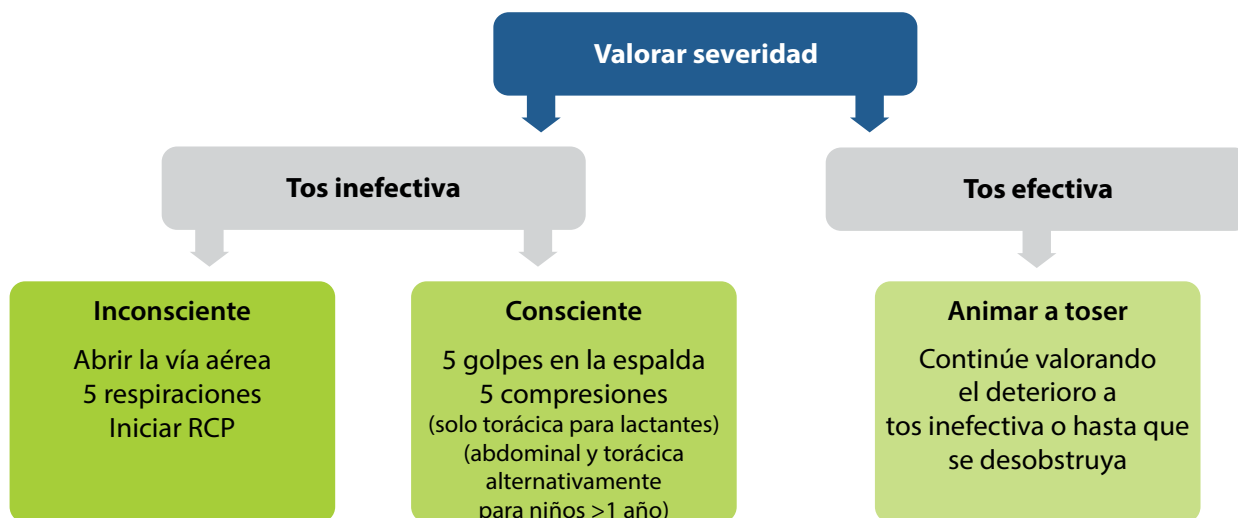 Valorar severidad
Tos inefectiva
Tos efectiva
Inconsciente
Abrir la vía aérea
5 respiraciones
Iniciar RCP
Consciente
5 golpes en la espalda
5 compresiones
(solo torácica para lactantes)
(abdominal y torácica
alternativamente
para niños >1 año)
Animar a toser
Continúe valorando
el deterioro a
tos inefectiva o hasta que
se desobstruya